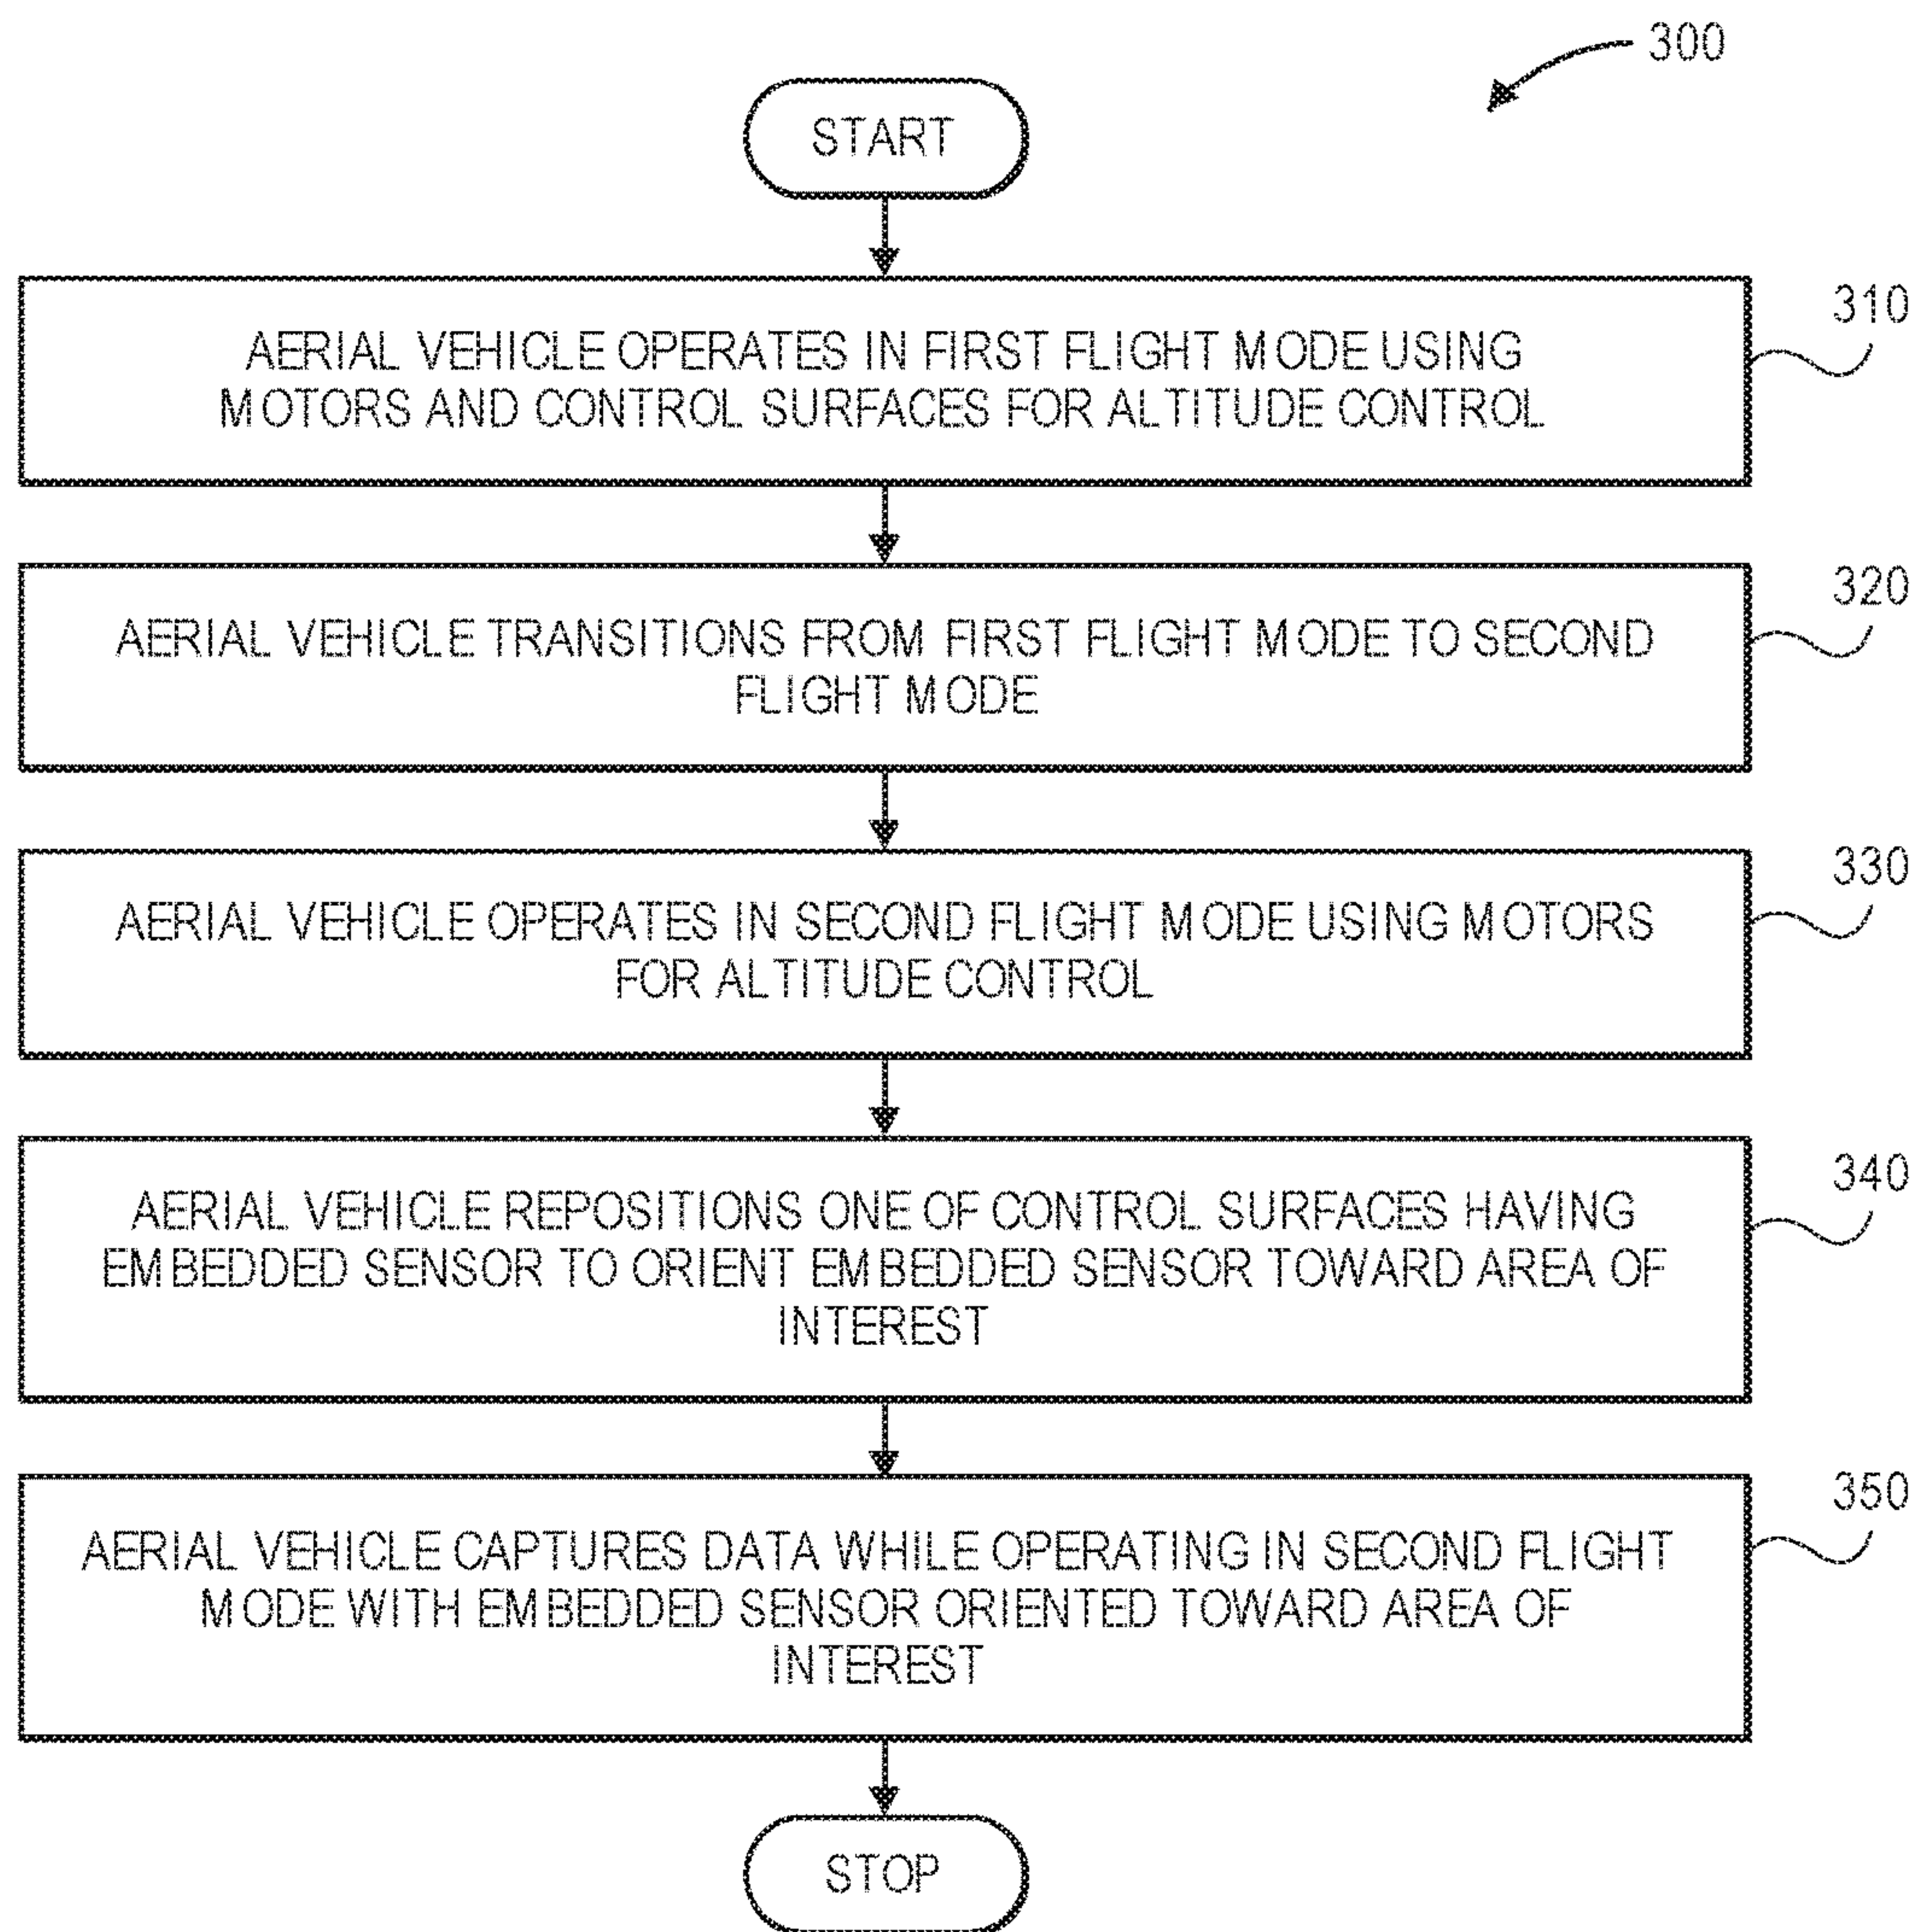 300
START
310
AERIAL VEHICLE OPERATES IN FIRST FLIGHT MODE USING
MOTORS AND CONTROL SURFACES FOR ALTITUDE CONTROL
320
AERIAL VEHICLE TRANSITIONS FROM FIRST FLIGHT MODE TO SECOND
FLIGHT MODE
330
AERIAL VEHICLE OPERATES IN SECOND FLIGHT MODE USING MOTORS
FOR ALTITUDE CONTROL
340
AERIAL VEHICLE REPOSITIONS ONE OF CONTROL SURFACES HAVING
EMBEDDED SENSOR TO ORIENT EMBEDDED SENSOR TOWARD AREA OF
INTEREST
350
AERIAL VEHICLE CAPTURES DATA WHILE OPERATING IN SECOND FLIGHT
MODE WITH EMBEDDED SENSOR ORIENTED TOWARD AREA OF
INTEREST
STOP